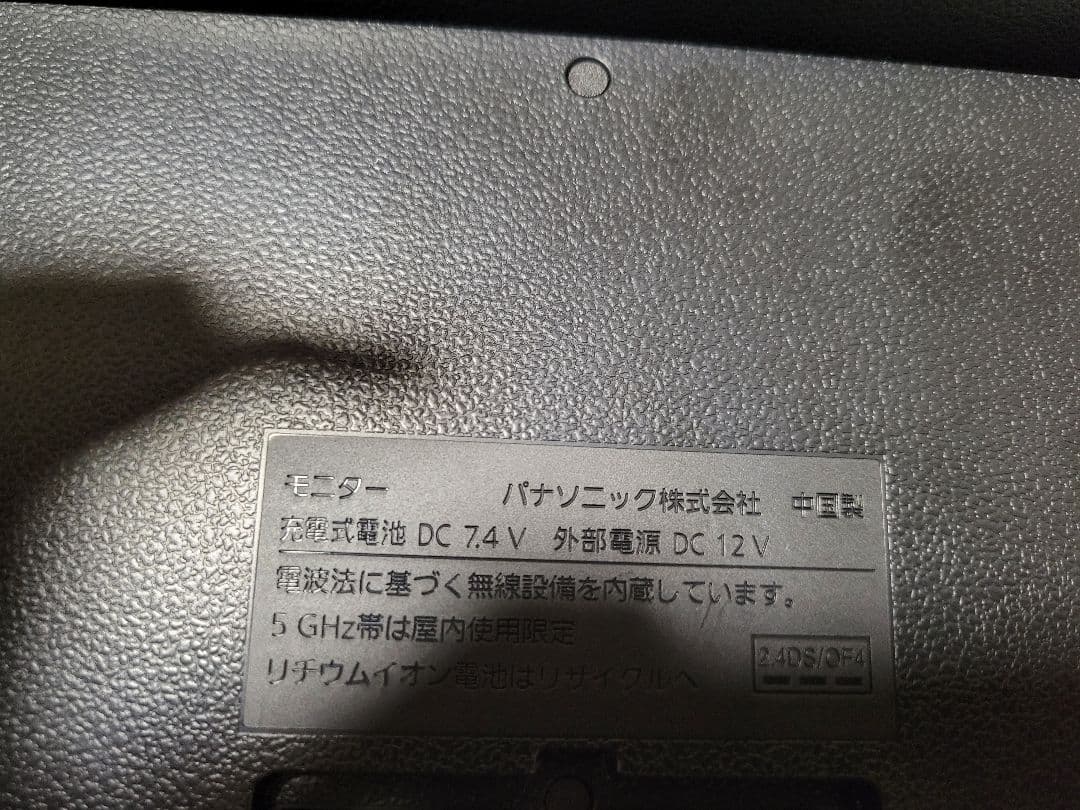 モニター パナソニック株式会社 中国製
充電式電池 DC 7.4 V 外部電源 DC 12 V
電波法に基づく無線設備を内蔵しています。
5 GHz帯は屋内使用限定
リチウムイオン電池はリサイクルへ
2.4DS/OF4